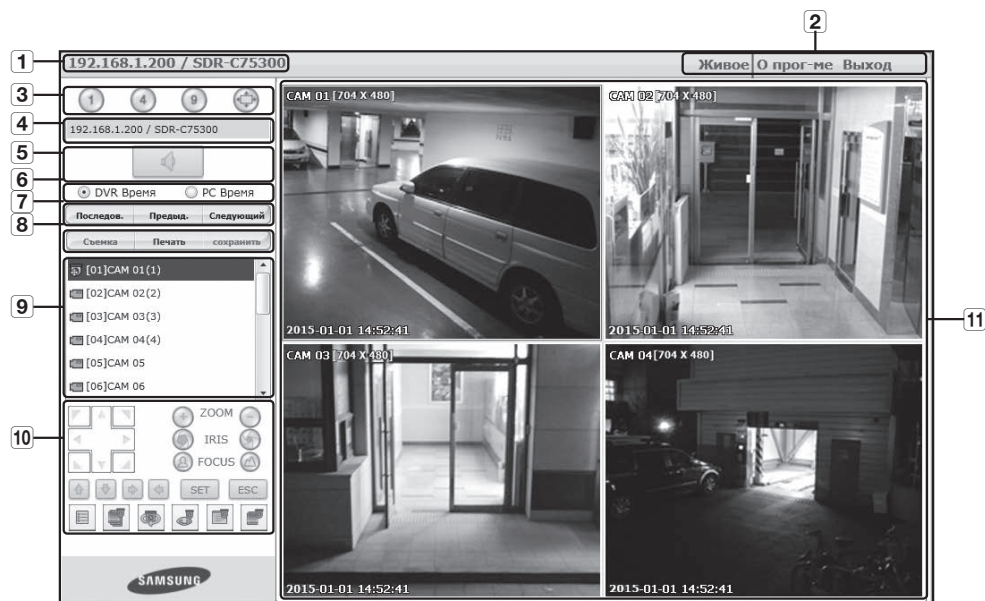 2
1
192.168.1.200 / SDR-C75300
Живое О прог-ме Выход
3
1 4 9
4
192.168.1.200 / SDR-C75300
5
6
7
DVR Время PC Время
8
Последов. Предыд. Следующий
Съемка Печать сохранить
9
[01]CAM 01(1)
[02]CAM 02(2)
[03]CAM 03(3)
[04]CAM 04(4)
[05]CAM 05
[06]CAM 06
10
ZOOM
IRIS
FOCUS
SET ESC
SAMSUNG
CAM 01[704 X 480]
2015-01-01 14:52:41
CAM 02[704 X 480]
2015-01-01 14:52:41
CAM 03[704 X 480]
2015-01-01 14:52:41
CAM 04[704 X 480]
2015-01-01 14:52:41
11